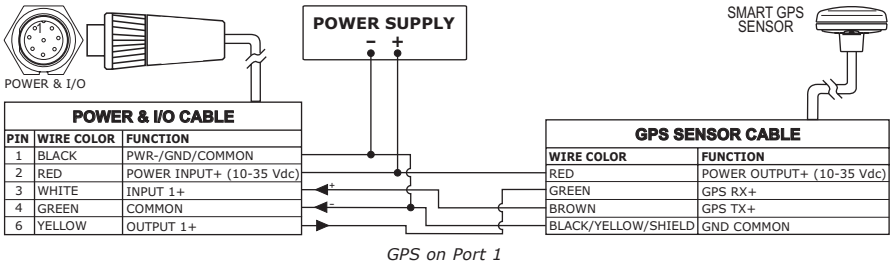 1
POWER & I/O
POWER SUPPLY
- +
SMART GPS
SENSOR
POWER & I/O CABLE
PIN WIRE COLOR FUNCTION
1 BLACK PWR-/GND/COMMON
2 RED POWER INPUT+ (10-35 Vdc)
3 WHITE INPUT 1+
4 GREEN COMMON
6 YELLOW OUTPUT 1+
+
-
GPS SENSOR CABLE
WIRE COLOR FUNCTION
RED POWER OUTPUT+ (10-35 Vdc)
GREEN GPS RX+
BROWN GPS TX+
BLACK/YELLOW/SHIELD GND COMMON
GPS on Port 1